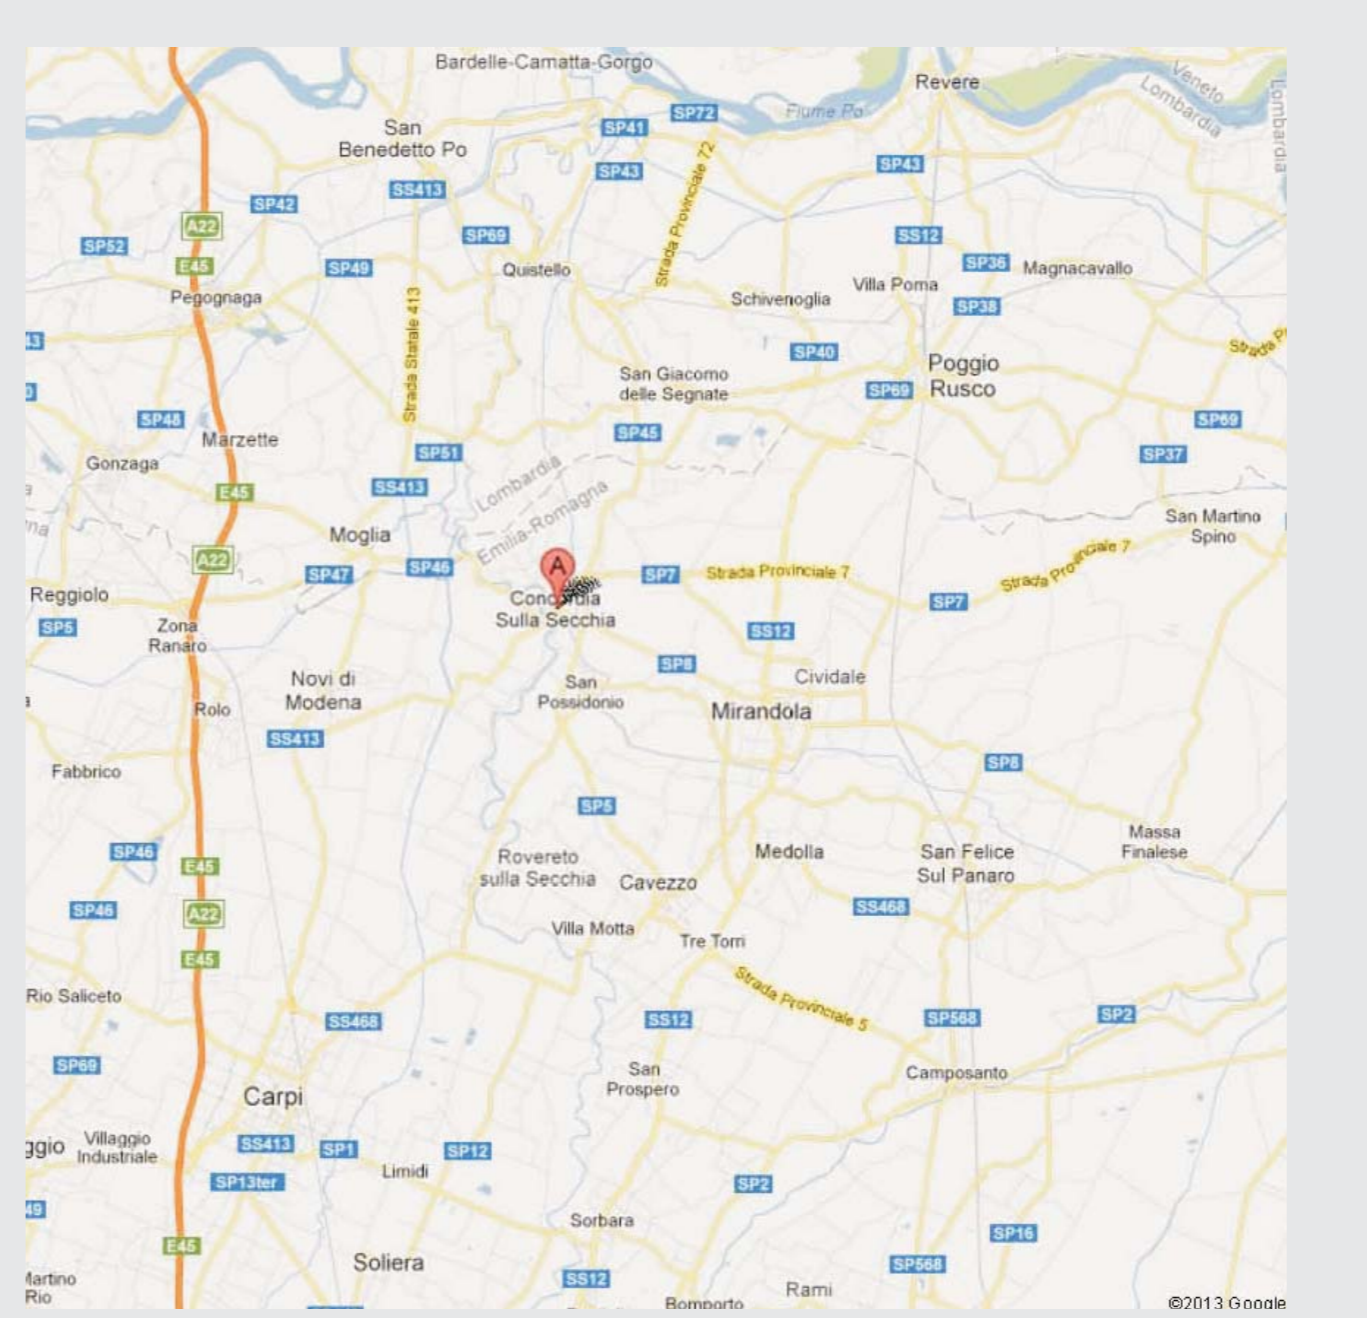 Bardelle-Camatta-Gorgo
Revere
Veneto
Lombardia
Lombardia
SP72
Fiume Po
SP41
San
Benedetto Po
SP43
SP43
Strada Provinciale 72
SS413
SP42
A22
SP69
SS12
SP52
E45
SP49
Quistello
SP36
Magnacavallo
Villa Poma
Pegognaga
Schivenoglia
SP38
Strada Statale 413
SP40
Poggio
Rusco
San Giacomo
delle Segnate
SP69
SP48
SP69
Marzette
SP45
SP51
SP37
Gonzaga
Lombardia
Emilia-Romagna
SS413
E45
San Martino
Spino
Moglia
A22
Strada Provinciale 7
A
SP46
SP47
SP7
Strada Provinciale 7
Reggiolo
Concordia
Sulla Secchia
SP7
SP5
Zona
Ranaro
SS12
SP8
Cividale
Novi di
Modena
San
Possidonio
Rolo
Mirandola
SS413
SP8
Fabbrico
SP5
Massa
Finalese
SP46
Rovereto
sulla Secchia
Medolla
San Felice
Sul Panaro
E45
Cavezzo
SP46
A22
SS468
Villa Motta
Tre Torri
E45
Strada Provinciale 5
Rio Saliceto
SS468
SS12
SP568
SP2
SP69
San
Prospero
Camposanto
Carpi
Villaggio
Industriale
SS413
SP1
SP12
Limidi
SP13ter
SP2
Sorbara
SP16
E45
Soliera
SS12
SP568
Rami
Bomporto
©2013 Google